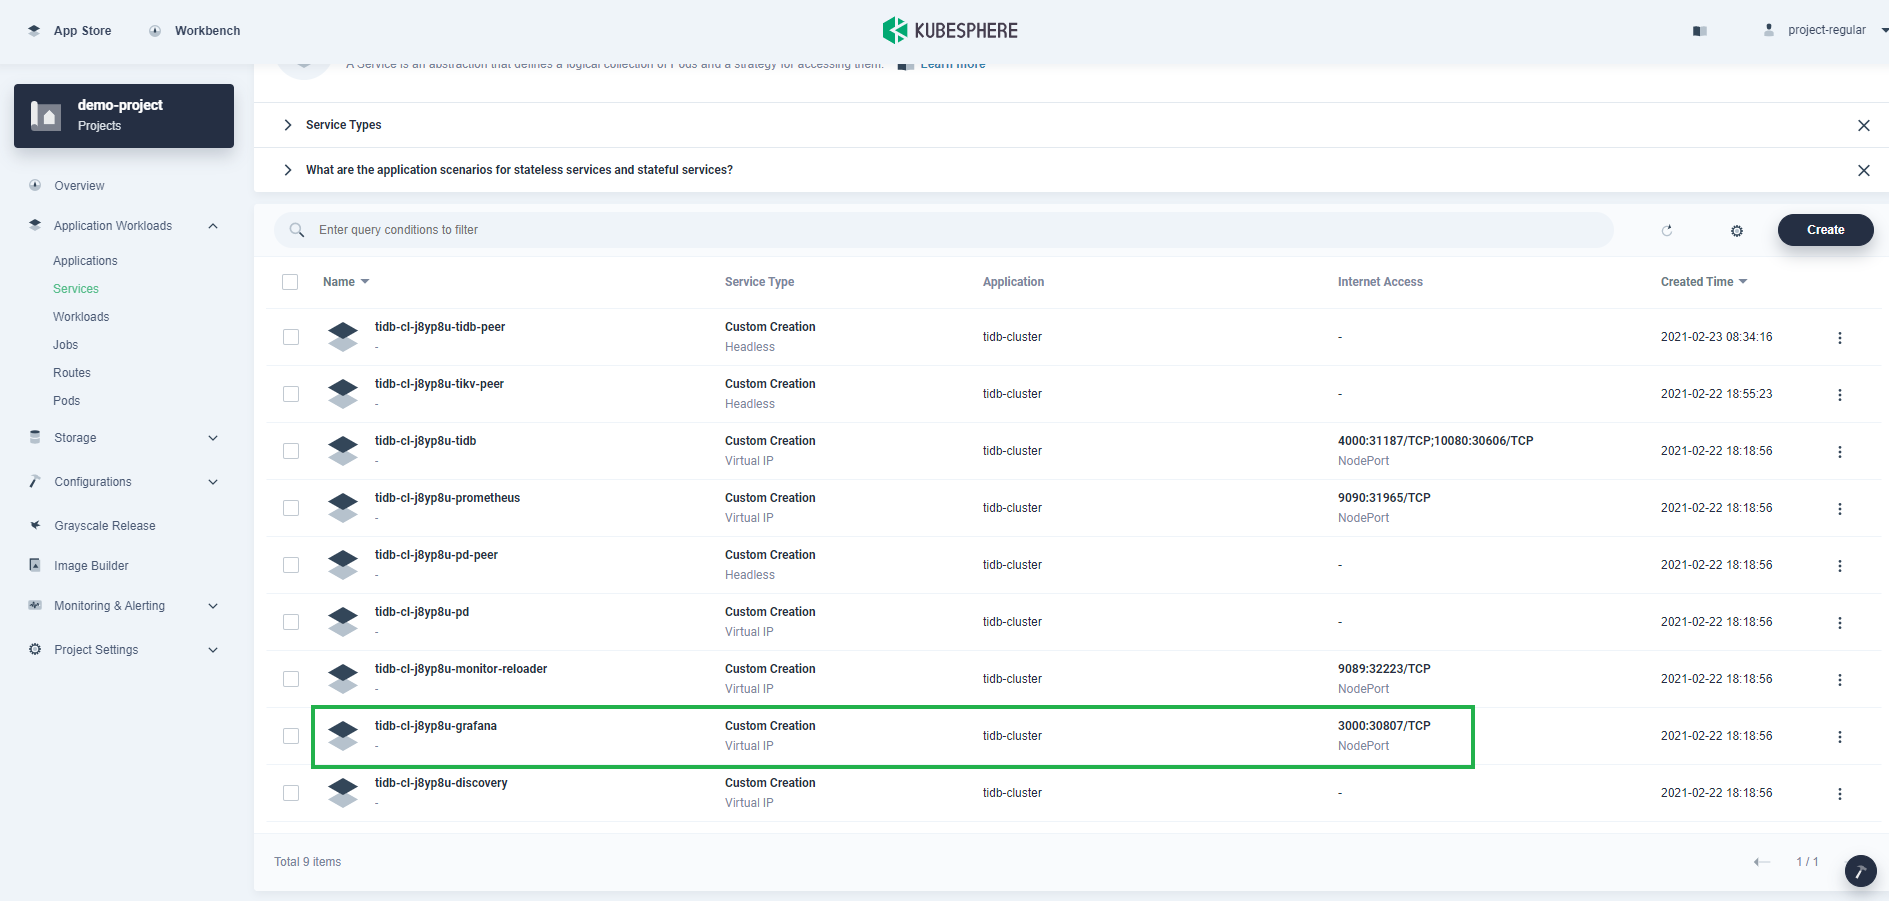 App Store
Workbench
KUBESPHERE
project-regular
A Service is an abstraction that defines a logical collection of Pods and a strategy for accessing them. Learn more
demo-project
Projects
Service Types
What are the application scenarios for stateless services and stateful services?
Overview
Application Workloads
Applications
Services
Workloads
Jobs
Routes
Pods
Storage
Configurations
Grayscale Release
Image Builder
Monitoring & Alerting
Project Settings
Enter query conditions to filter
Create
Name Service Type Application Internet Access Created Time
tidb-cl-j8yp8u-tidb-peer Custom Creation
- Headless tidb-cluster - 2021-02-23 08:34:16
tidb-cl-j8yp8u-tikv-peer Custom Creation
- Headless tidb-cluster - 2021-02-22 18:55:23
tidb-cl-j8yp8u-tidb Custom Creation 4000:31187/TCP;10080:30606/TCP
- Virtual IP tidb-cluster NodePort 2021-02-22 18:18:56
tidb-cl-j8yp8u-prometheus Custom Creation 9090:31965/TCP
- Virtual IP tidb-cluster NodePort 2021-02-22 18:18:56
tidb-cl-j8yp8u-pd-peer Custom Creation
- Headless tidb-cluster - 2021-02-22 18:18:56
tidb-cl-j8yp8u-pd Custom Creation
- Virtual IP tidb-cluster - 2021-02-22 18:18:56
tidb-cl-j8yp8u-monitor-reloader Custom Creation 9089:32223/TCP
- Virtual IP tidb-cluster NodePort 2021-02-22 18:18:56
tidb-cl-j8yp8u-grafana Custom Creation 3000:30807/TCP
- Virtual IP tidb-cluster NodePort 2021-02-22 18:18:56
tidb-cl-j8yp8u-discovery Custom Creation
- Virtual IP tidb-cluster - 2021-02-22 18:18:56
Total 9 items
1 / 1